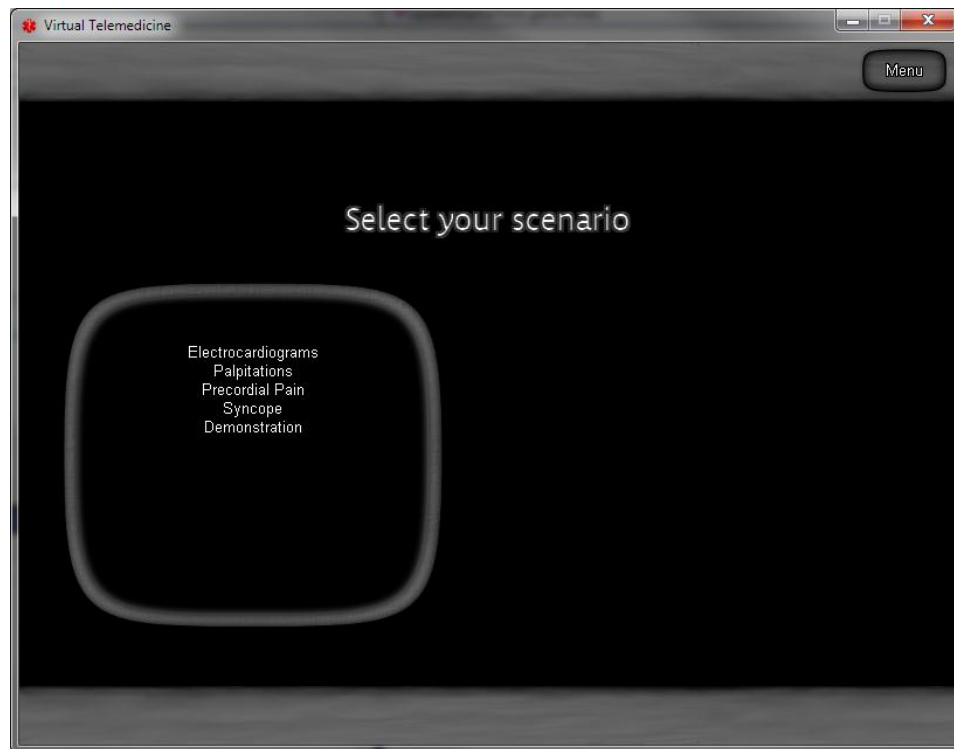 Virtual Telemedicine
Menu
Select your scenario
Electrocardiograms
Palpitations
Precordial Pain
Syncope
Demonstration